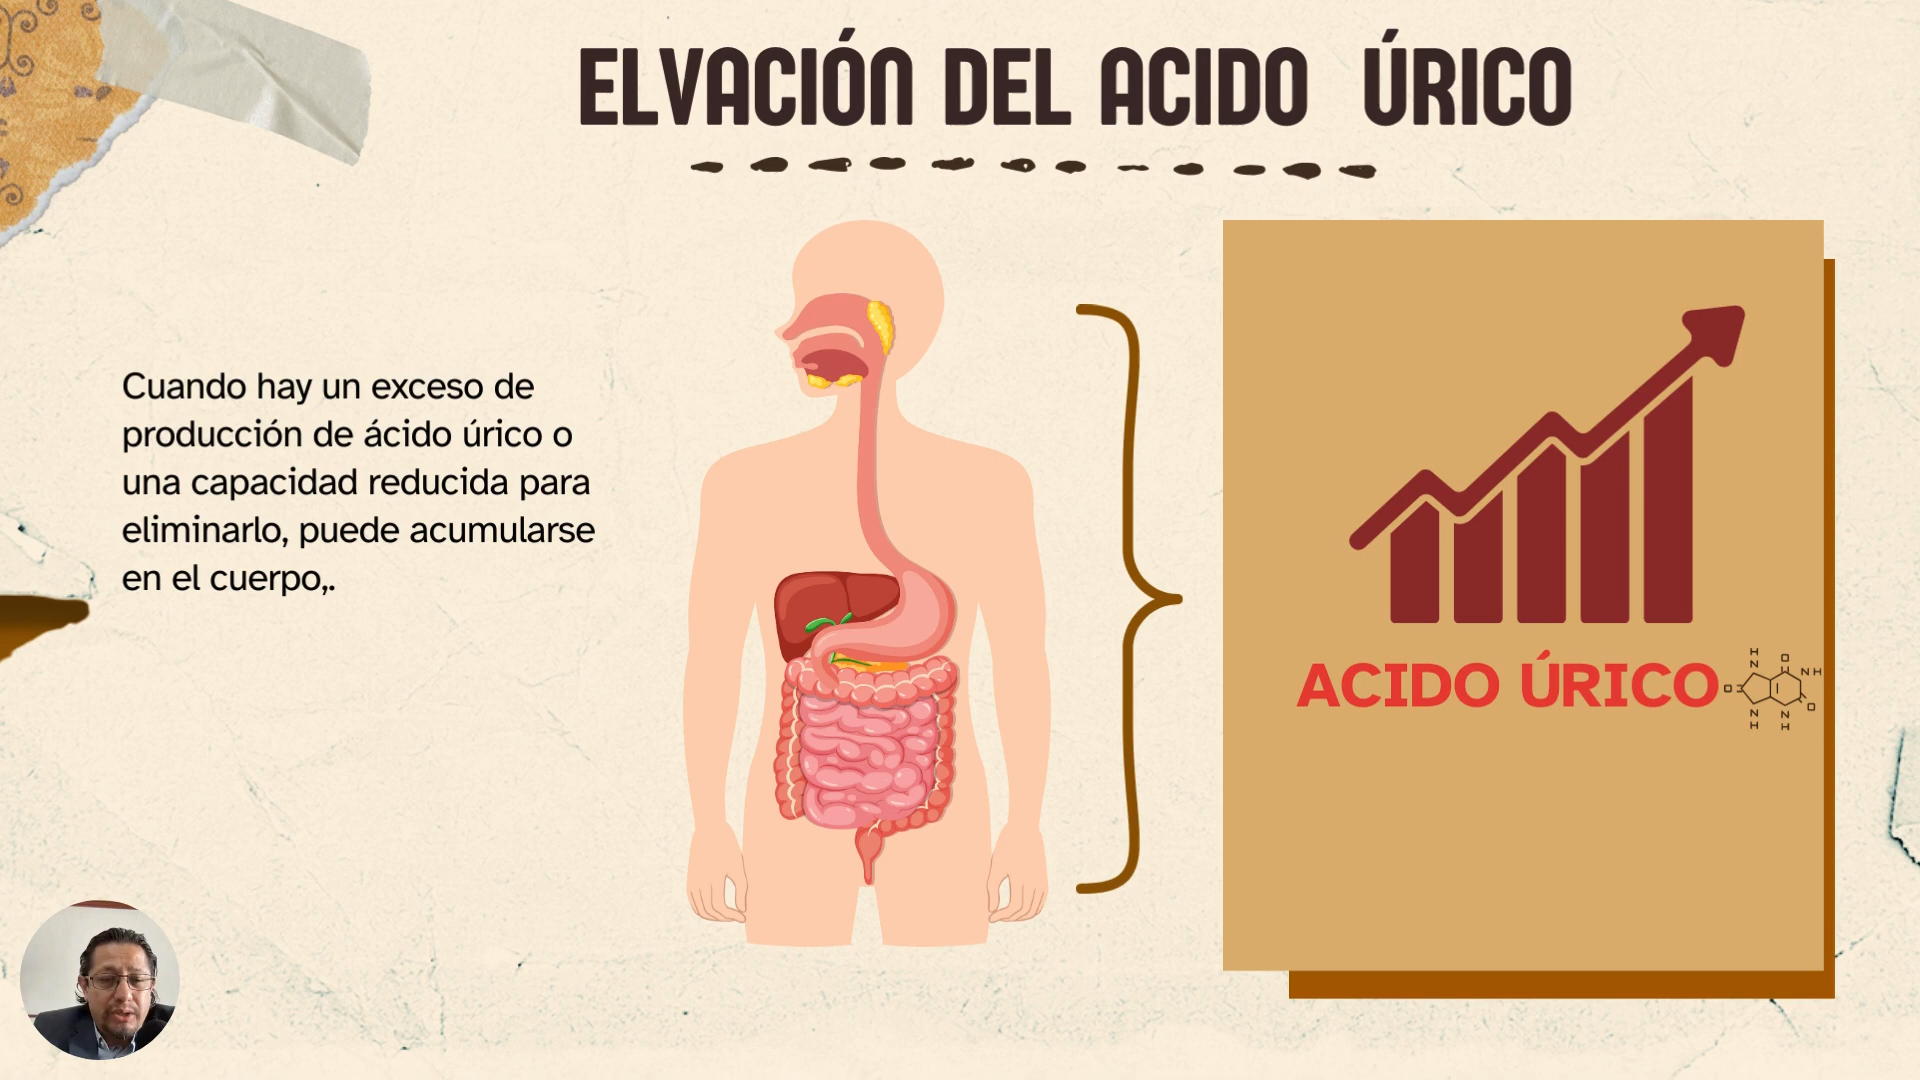 ELVACIÓN DEL ACIDO ÚRICO
Cuando hay un exceso de
producción de ácido úrico o
una capacidad reducida para
eliminarlo, puede acumularse
en el cuerpo,.
ACIDO ÚRICO
H
N
O
N H
O
O
N
H
N
H